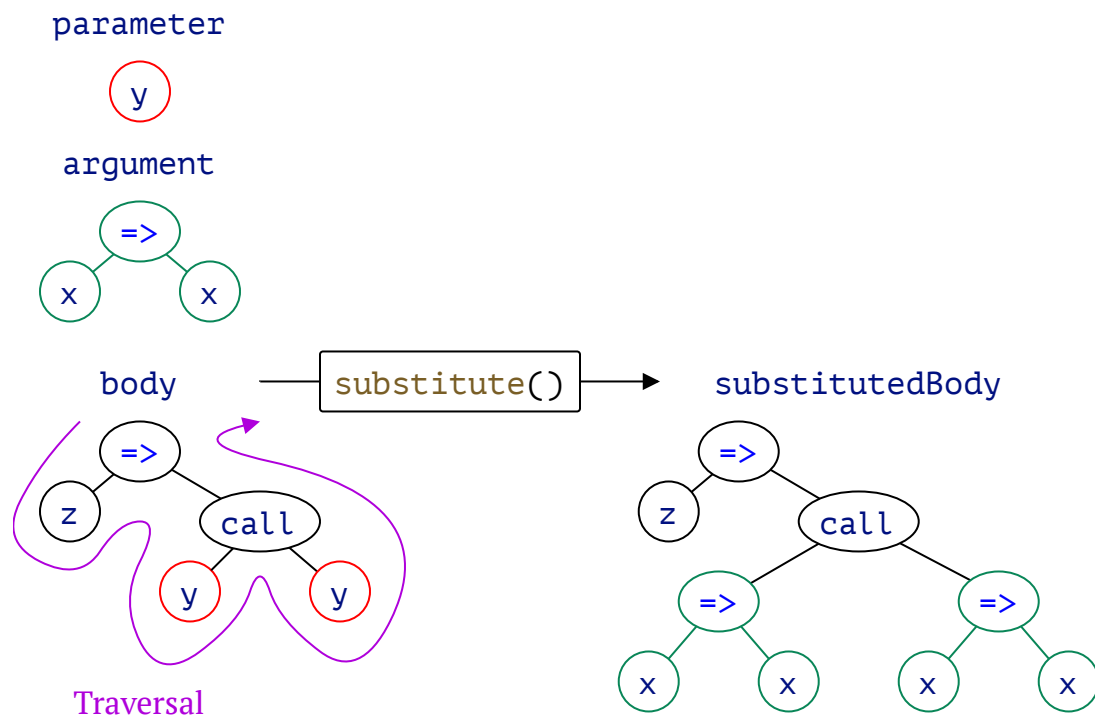 parameter
y
argument
=>
x x
body substitute() substitutedBody
=> =>
z call z call
y y => =>
x x x x
Traversal